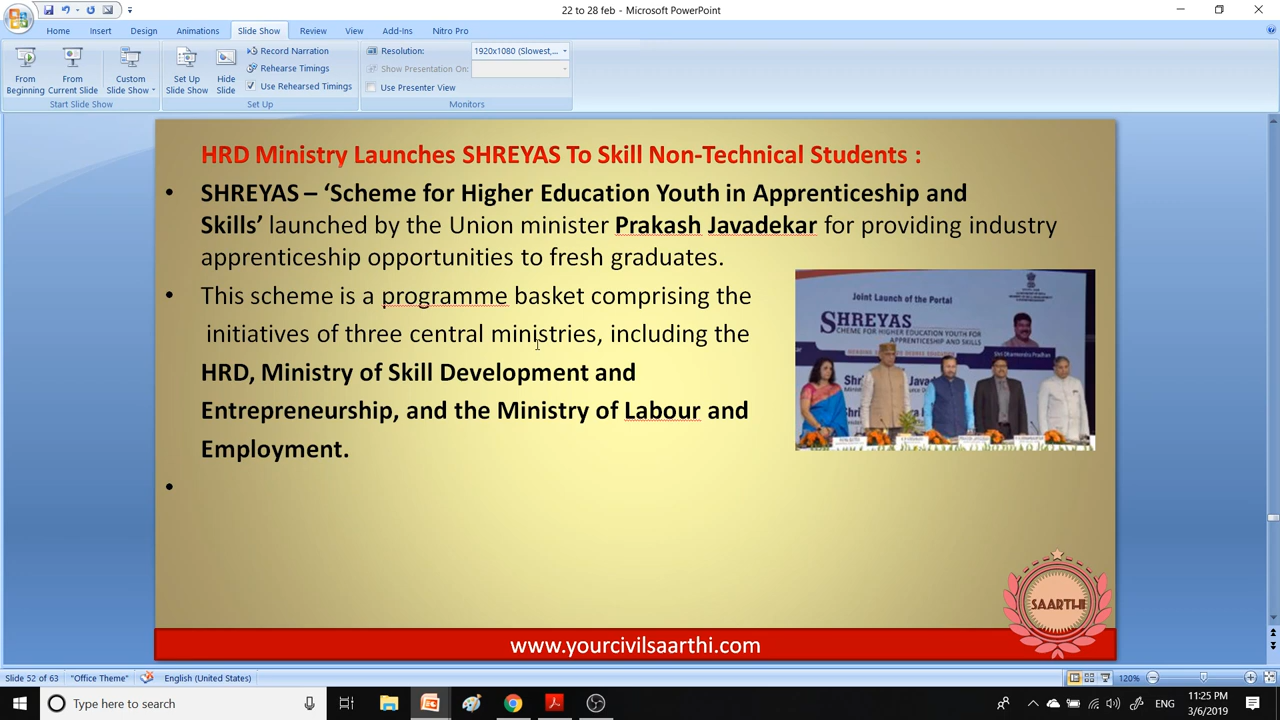 22 to 28 feb - Microsoft PowerPoint
Home Insert Design Animations Slide Show Review View Add-Ins Nitro Pro
From Beginning
From Current Slide
Custom Slide Show
Start Slide Show
Set Up Slide Show
Hide Slide
Record Narration
Rehearse Timings
Use Rehearsed Timings
Set Up
Resolution: 1920x1080 (Slowest,...
Show Presentation On:
Use Presenter View
Monitors
HRD Ministry Launches SHREYAS To Skill Non-Technical Students :
• SHREYAS – ‘Scheme for Higher Education Youth in Apprenticeship and
Skills’ launched by the Union minister Prakash Javadekar for providing industry
apprenticeship opportunities to fresh graduates.
• This scheme is a programme basket comprising the
initiatives of three central ministries, including the
HRD, Ministry of Skill Development and
Entrepreneurship, and the Ministry of Labour and
Employment.
•
Joint Launch of the Portal
SHREYAS
SCHEME FOR HIGHER EDUCATION YOUTH FOR
APPRENTICESHIP AND SKILLS
Shri Dharmendra Pradhan
SAARTHI
www.yourcivilsaarthi.com
Slide 52 of 63 "Office Theme" English (United States) 120%
Type here to search
ENG
11:25 PM
3/6/2019